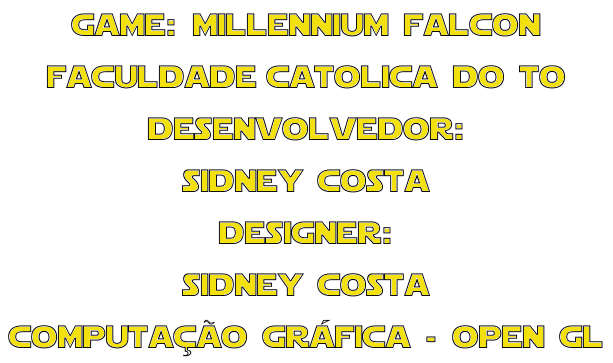 GAME: MILLENNIUM FALCON
FACULDADE CATOLICA DO TO
DESENVOLVEDOR:
SIDNEY COSTA
DESIGNER:
SIDNEY COSTA
COMPUTAÇÃO GRÁFICA - OPEN GL